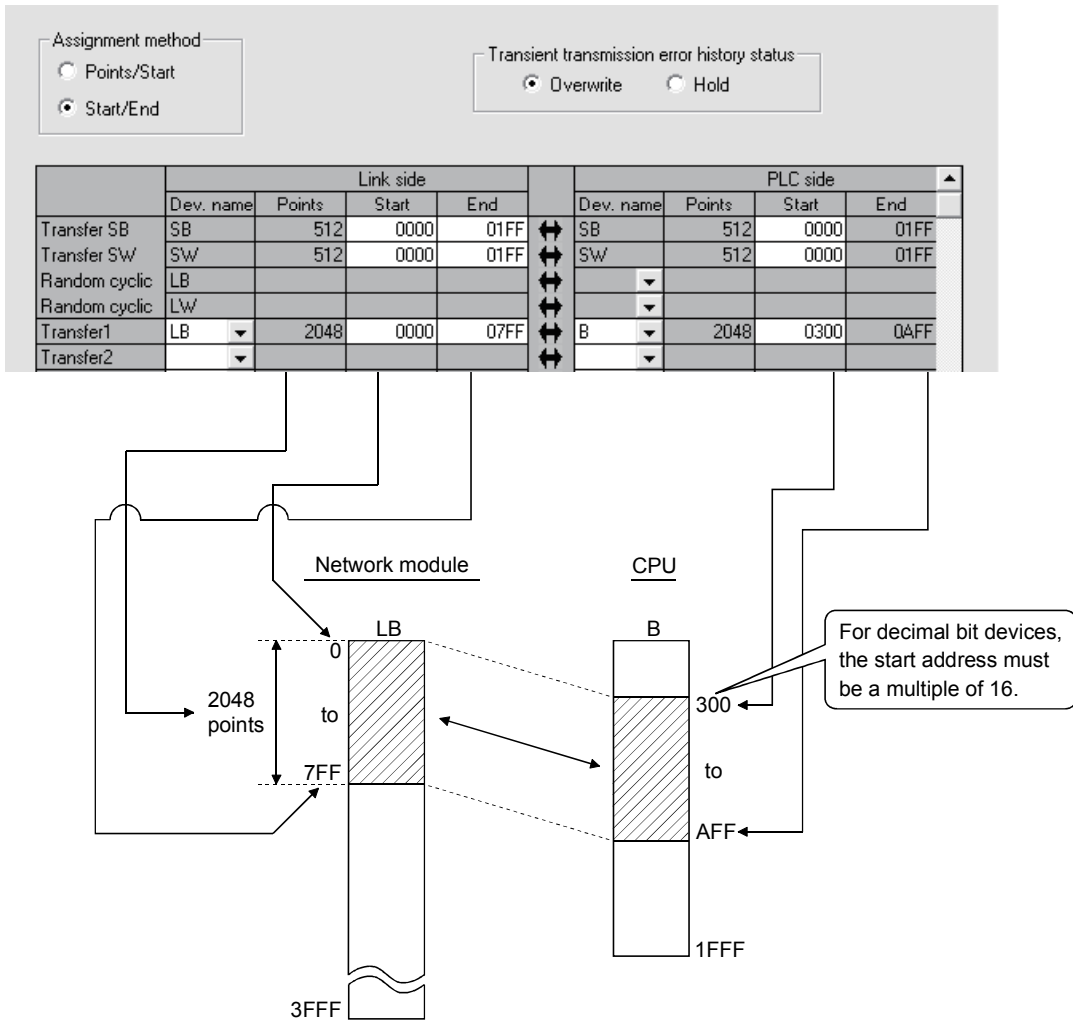 Assignment method
Points/Start
Start/End
Transient transmission error history status
Overwrite Hold
Link side PLC side
Dev. name Points Start End Dev. name Points Start End
Transfer SB SB 512 0000 01FF SB 512 0000 01FF
Transfer SW SW 512 0000 01FF SW 512 0000 01FF
Random cyclic LB
Random cyclic LW
Transfer1 LB 2048 0000 07FF B 2048 0300 0AFF
Transfer2
Network module CPU
LB B
0
2048
points
to
7FF
3FFF
300
to
AFF
1FFF
For decimal bit devices,
the start address must
be a multiple of 16.